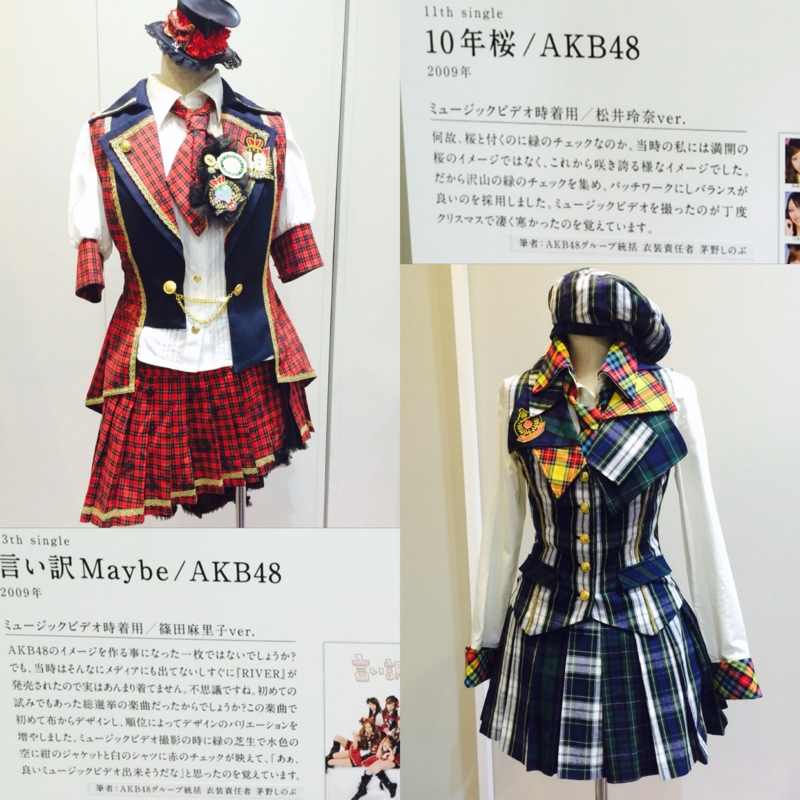 11th single
10年桜/AKB48
2009年
ミュージックビデオ時着用/松井玲奈ver.
何故、桜と付くのに緑のチェックなのか。当時の私には満開の
桜のイメージではなく、これから咲き誇る様なイメージでした。
だから沢山の緑のチェックを集め、パッチワークにしバランスが
良いのを採用しました。ミュージックビデオを撮ったのが丁度
クリスマスで凄く寒かったのを覚えています。
筆者:AKB48グループ統括 衣装責任者 茅野しのぶ
3th single
言い訳Maybe/AKB48
2009年
ミュージックビデオ時着用/篠田麻里子ver.
AKB48のイメージを作る事になった一枚ではないでしょうか?
でも、当時はそんなにメディアにも出てないしすぐに「RIVER」が
発売されたので実はあんまり着てません。不思議ですね。初めての
試みでもあった総選挙の楽曲だったからでしょうか?この楽曲で
初めて布からデザインし、順位によってデザインのバリエーションを
増やしました。ミュージックビデオ撮影の時に緑の芝生で水色の
空に紺のジャケットと白のシャツに赤のチェックが映えて、「あぁ、
良いミュージックビデオ出来そうだな」と思ったのを覚えています。
筆者:AKB48グループ統括 衣装責任者 茅野しのぶ
言い訳
48